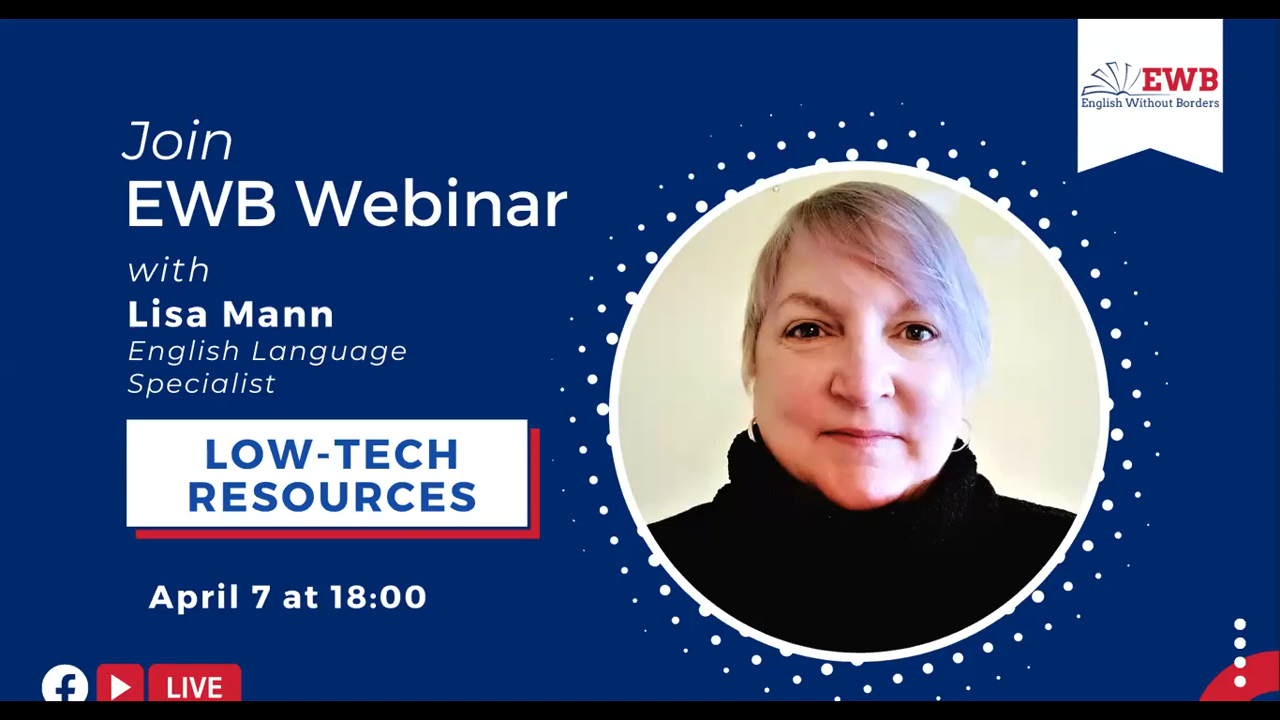 Join
EWB Webinar
with
Lisa Mann
English Language
Specialist
LOW-TECH
RESOURCES
April 7 at 18:00
LIVE
EWB
English Without Borders